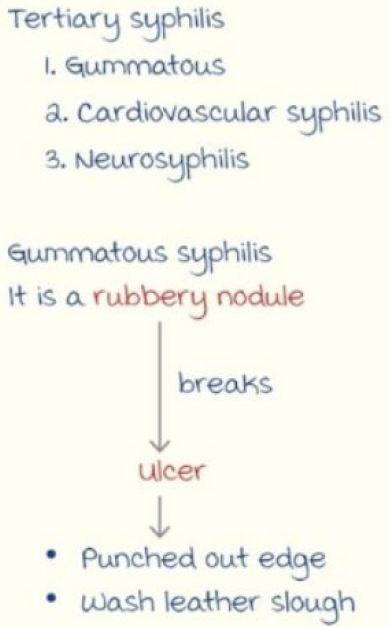 Tertiary syphilis
1. Gummatous
2. Cardiovascular syphilis
3. Neurosyphilis
Gummatous syphilis
It is a rubbery nodule
breaks
ulcer
• Punched out edge
• Wash leather slough